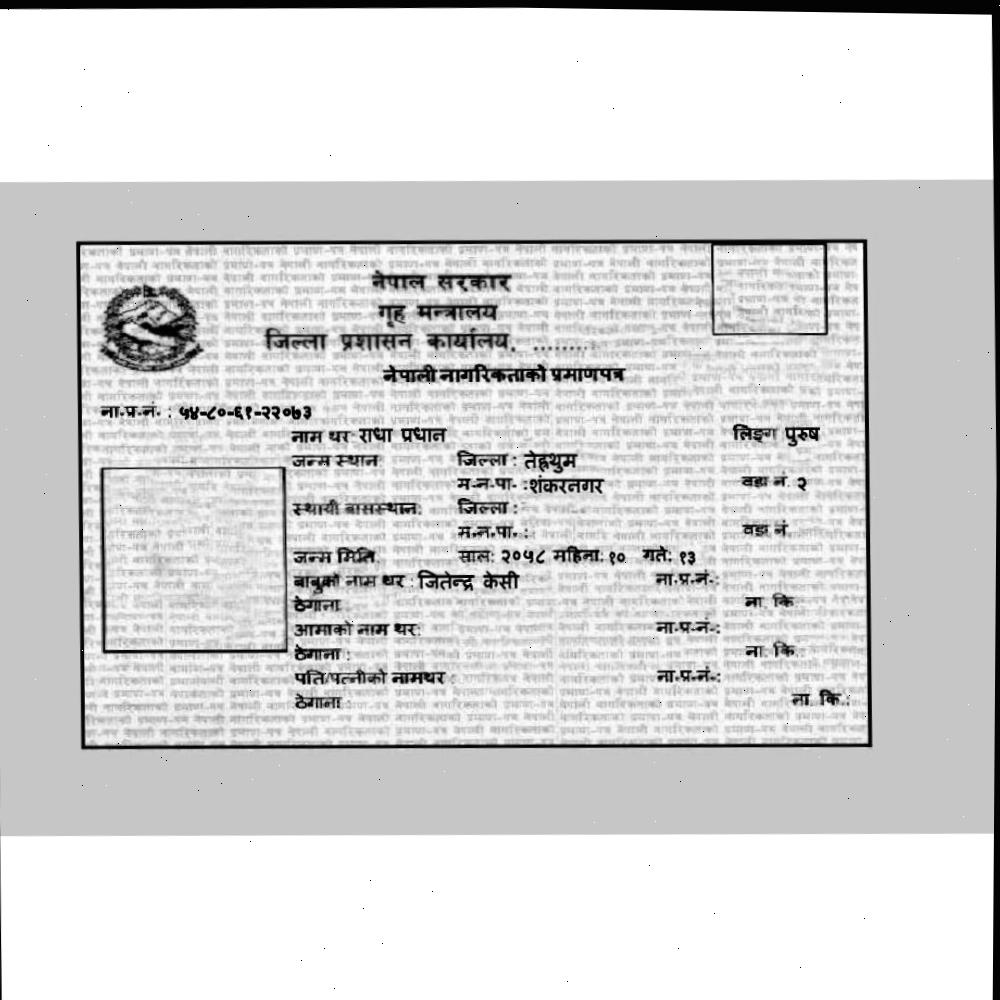 नेपाल सरकार
गृह मन्त्रालय
जिल्ला प्रशासन कार्यालय, .........
नेपाली नागरिकताको प्रमाणपत्र
ना.प्र.नं. : ५४-८०-६१-२२०७३
नाम थर राधा प्रधान लिङ्ग पुरुष
जन्म स्थान: जिल्ला : तेह्रथुम
म.न.पा. : शंकरनगर वडा नं. २
स्थायी बासस्थान: जिल्ला :
म.न.पा. : वडा नं.
जन्म मिति: साल: २०५८ महिना: १० गते: १३
बाबुको नाम थर : जितेन्द्र केसी ना.प्र.नं.:
ठेगाना ना. कि.:
आमाको नाम थर: ना.प्र.नं.:
ठेगाना : ना. कि.:
पति/पत्नीको नामथर : ना.प्र.नं.:
ठेगाना : ना. कि.: